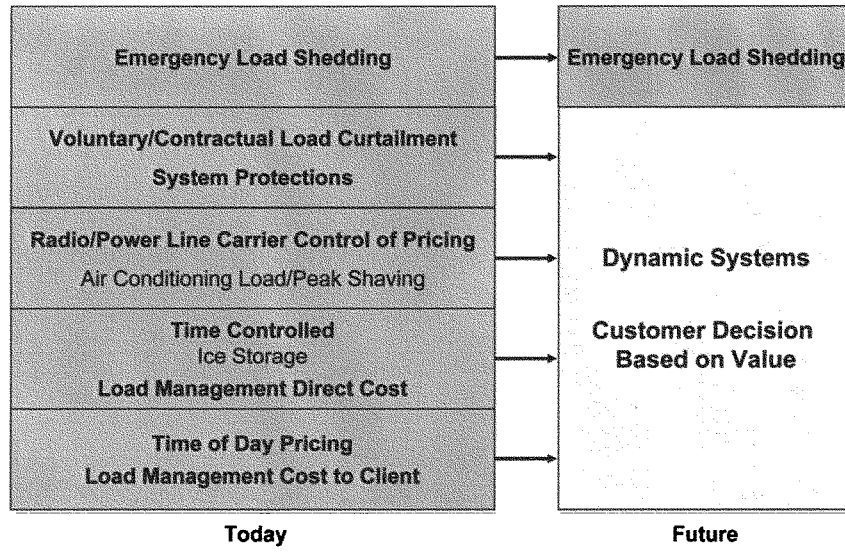 Emergency Load Shedding
Emergency Load Shedding
Voluntary/Contractual Load Curtailment
System Protections
Radio/Power Line Carrier Control of Pricing
Air Conditioning Load/Peak Shaving
Time Controlled
Ice Storage
Load Management Direct Cost
Time of Day Pricing
Load Management Cost to Client
Dynamic Systems
Customer Decision
Based on Value
Today
Future